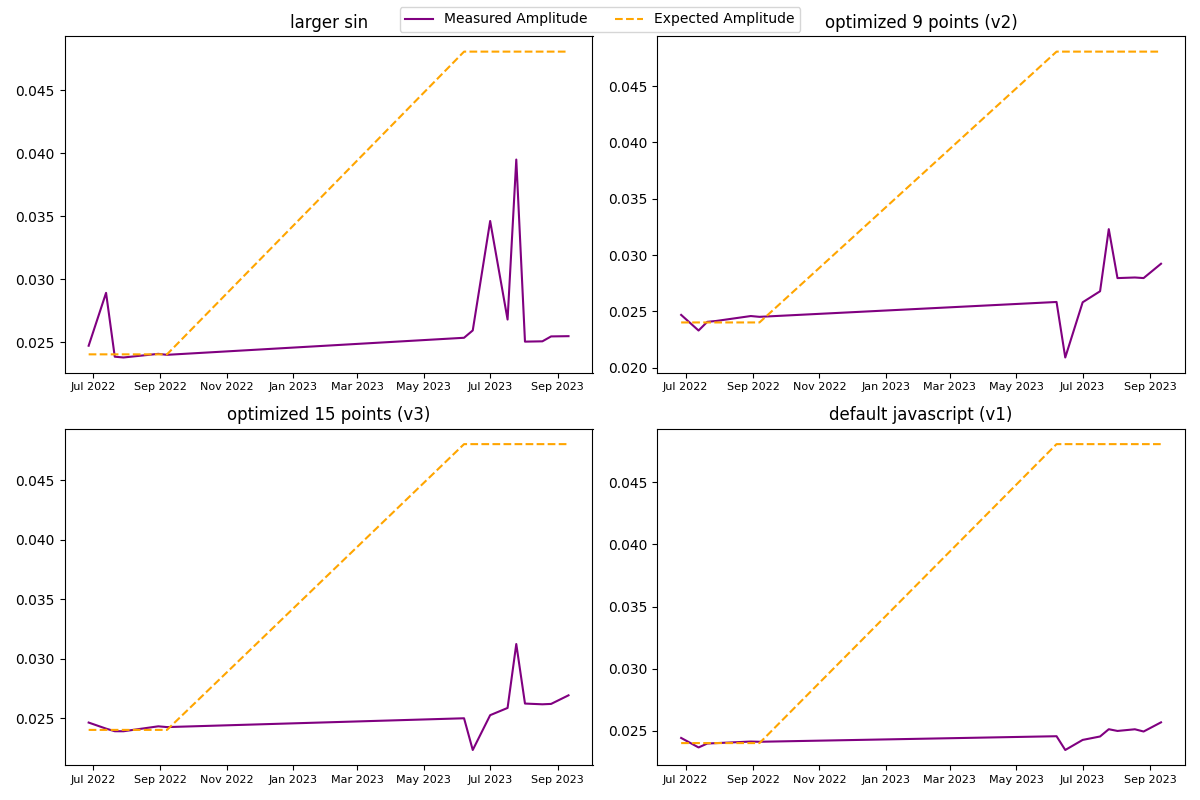 larger sin
Measured Amplitude
Expected Amplitude
optimized 9 points (v2)
0.045
0.040
0.035
0.030
0.025
Jul 2022 Sep 2022 Nov 2022 Jan 2023 Mar 2023 May 2023 Jul 2023 Sep 2023
0.045
0.040
0.035
0.030
0.025
0.020
Jul 2022 Sep 2022 Nov 2022 Jan 2023 Mar 2023 May 2023 Jul 2023 Sep 2023
optimized 15 points (v3)
0.045
0.040
0.035
0.030
0.025
Jul 2022 Sep 2022 Nov 2022 Jan 2023 Mar 2023 May 2023 Jul 2023 Sep 2023
default javascript (v1)
0.045
0.040
0.035
0.030
0.025
Jul 2022 Sep 2022 Nov 2022 Jan 2023 Mar 2023 May 2023 Jul 2023 Sep 2023